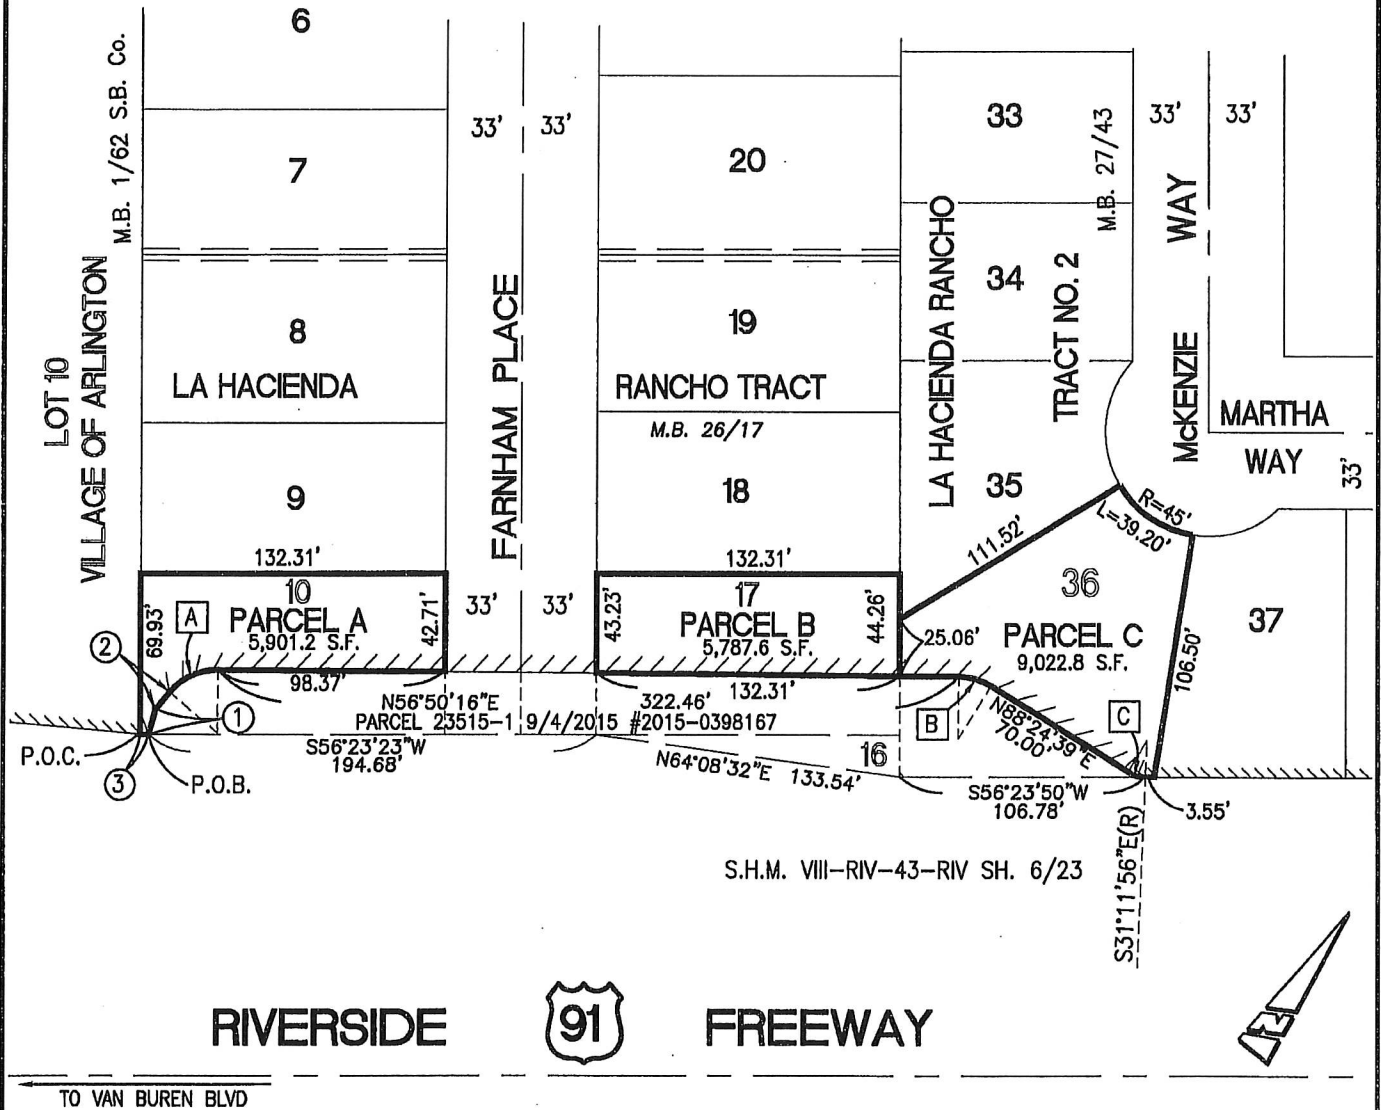 6
M.B. 1/62 S.B. Co.
33'
33'
33
M.B. 27/43
33'
33'
7
20
WAY
LA HACIENDA RANCHO
TRACT NO. 2
34
LOT 10
VILLAGE OF ARLINGTON
8
FARNHAM PLACE
19
LA HACIENDA
RANCHO TRACT
M.B. 26/17
McKENZIE
MARTHA
WAY
33'
9
18
35
R=45'
L=39.20'
111.52'
132.31'
132.31'
10
PARCEL A
5,901.2 S.F.
69.93'
42.71'
A
2
33'
33'
43.23'
17
PARCEL B
5,787.6 S.F.
44.26'
25.06'
36
PARCEL C
9,022.8 S.F.
37
106.50'
98.37'
N56°50'16"E
322.46'
132.31'
1
PARCEL 23515-1 9/4/2015 #2015-0398167
B
N88°24'39"E
70.00'
C
P.O.C.
S56°23'23"W
194.68'
N64°08'32"E 133.54'
16
3
P.O.B.
S56°23'50"W
106.78'
3.55'
S31°11'56"E(R)
S.H.M. VIII-RIV-43-RIV SH. 6/23
N
RIVERSIDE
91
FREEWAY
TO VAN BUREN BLVD